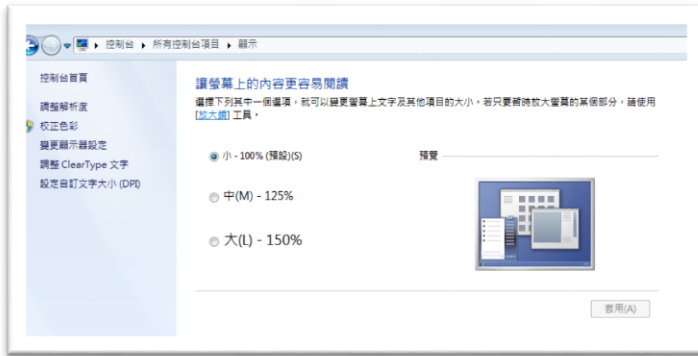 控制台 ▸ 所有控制台項目 ▸ 顯示
控制台首頁
調整解析度
校正色彩
變更顯示器設定
調整 ClearType 文字
設定自訂文字大小 (DPI)
讓螢幕上的內容更容易閱讀
選擇下列其中一個選項，就可以變更螢幕上文字及其他項目的大小。若只要暫時放大螢幕的某個部分，請使用
[放大鏡] 工具。
小 - 100% (預設)(S)
預覽
中(M) - 125%
大(L) - 150%
套用(A)